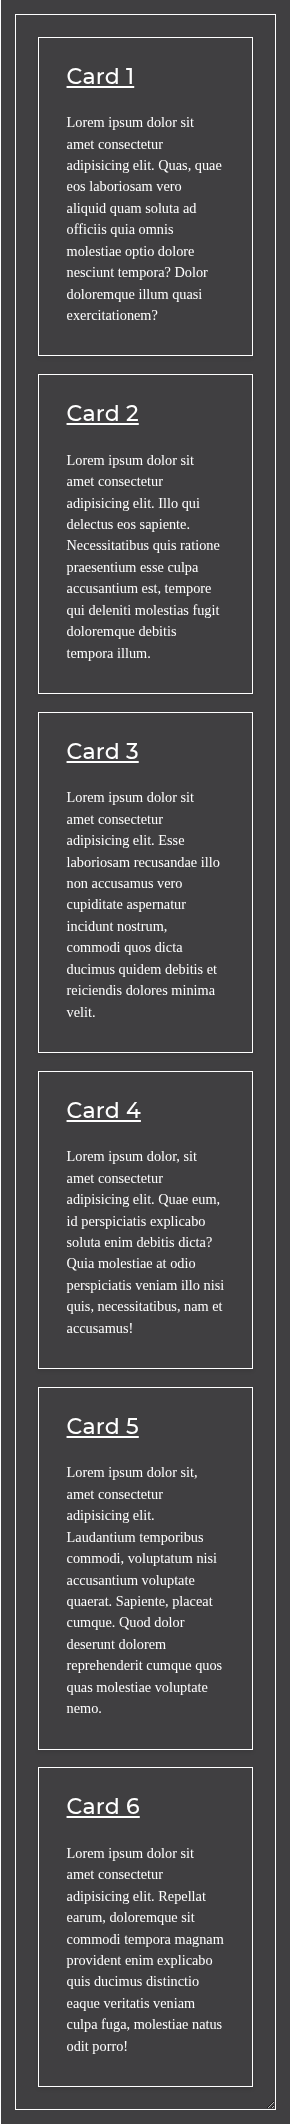 Card 1
Lorem ipsum dolor sit
amet consectetur
adipisicing elit. Quas, quae
eos laboriosam vero
aliquid quam soluta ad
officiis quia omnis
molestiae optio dolore
nesciunt tempora? Dolor
doloremque illum quasi
exercitationem?
Card 2
Lorem ipsum dolor sit
amet consectetur
adipisicing elit. Illo qui
delectus eos sapiente.
Necessitatibus quis ratione
praesentium esse culpa
accusantium est, tempore
qui deleniti molestias fugit
doloremque debitis
tempora illum.
Card 3
Lorem ipsum dolor sit
amet consectetur
adipisicing elit. Esse
laboriosam recusandae illo
non accusamus vero
cupiditate aspernatur
incidunt nostrum,
commodi quos dicta
ducimus quidem debitis et
reiciendis dolores minima
velit.
Card 4
Lorem ipsum dolor, sit
amet consectetur
adipisicing elit. Quae eum,
id perspiciatis explicabo
soluta enim debitis dicta?
Quia molestiae at odio
perspiciatis veniam illo nisi
quis, necessitatibus, nam et
accusamus!
Card 5
Lorem ipsum dolor sit,
amet consectetur
adipisicing elit.
Laudantium temporibus
commodi, voluptatum nisi
accusantium voluptate
quaerat. Sapiente, placeat
cumque. Quod dolor
deserunt dolorem
reprehenderit cumque quos
quas molestiae voluptate
nemo.
Card 6
Lorem ipsum dolor sit
amet consectetur
adipisicing elit. Repellat
earum, doloremque sit
commodi tempora magnam
provident enim explicabo
quis ducimus distinctio
eaque veritatis veniam
culpa fuga, molestiae natus
odit porro!